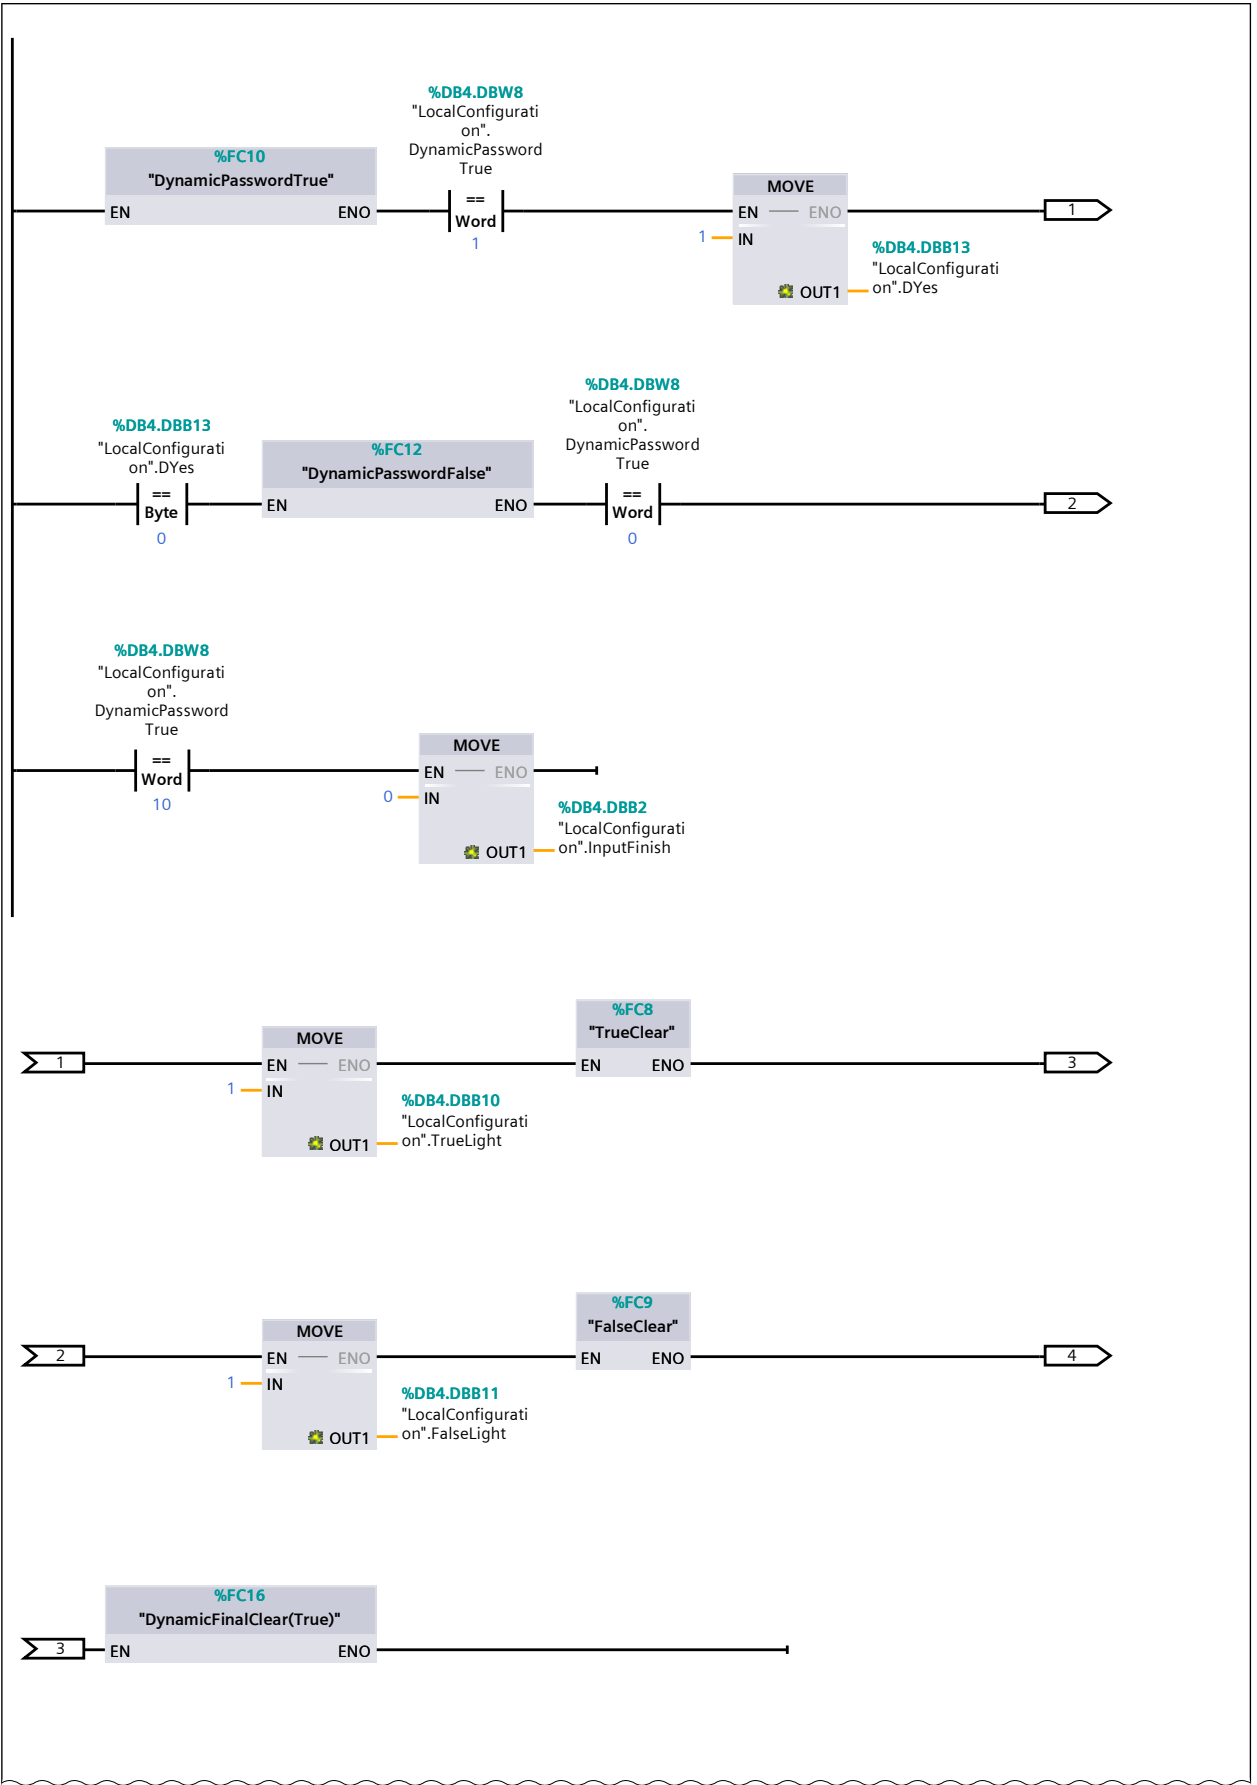 %DB4.DBW8
"LocalConfigurati
on".
DynamicPassword
True
%FC10
"DynamicPasswordTrue"
EN ENO
==
Word
1
MOVE
EN ENO
1 IN
OUT1
%DB4.DBB13
"LocalConfigurati
on".DYes
1
%DB4.DBB13
"LocalConfigurati
on".DYes
==
Byte
0
%FC12
"DynamicPasswordFalse"
EN ENO
%DB4.DBW8
"LocalConfigurati
on".
DynamicPassword
True
==
Word
0
2
%DB4.DBW8
"LocalConfigurati
on".
DynamicPassword
True
==
Word
10
MOVE
EN ENO
0 IN
OUT1
%DB4.DBB2
"LocalConfigurati
on".InputFinish
1
MOVE
EN ENO
1 IN
OUT1
%DB4.DBB10
"LocalConfigurati
on".TrueLight
%FC8
"TrueClear"
EN ENO
3
2
MOVE
EN ENO
1 IN
OUT1
%DB4.DBB11
"LocalConfigurati
on".FalseLight
%FC9
"FalseClear"
EN ENO
4
3
%FC16
"DynamicFinalClear(True)"
EN ENO